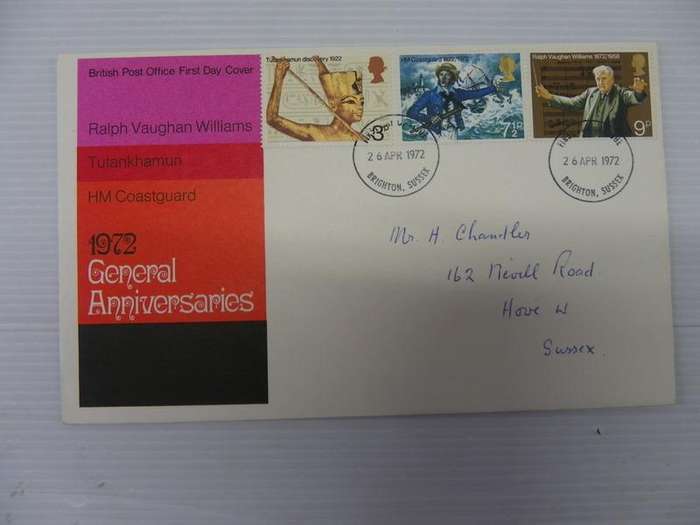 British Post Office First Day Cover
Ralph Vaughan Williams
Tutankhamun
HM Coastguard
1972
General
Anniversaries
Tutankhamun discovery 1922
3p
HM Coastguard 1822/1972
7½p
Ralph Vaughan Williams 1872/1958
9p
26 APR 1972
BRIGHTON, SUSSEX
26 APR 1972
BRIGHTON, SUSSEX
Mr. H. Chandler
162 Nevill Road
Hove W
Sussex.